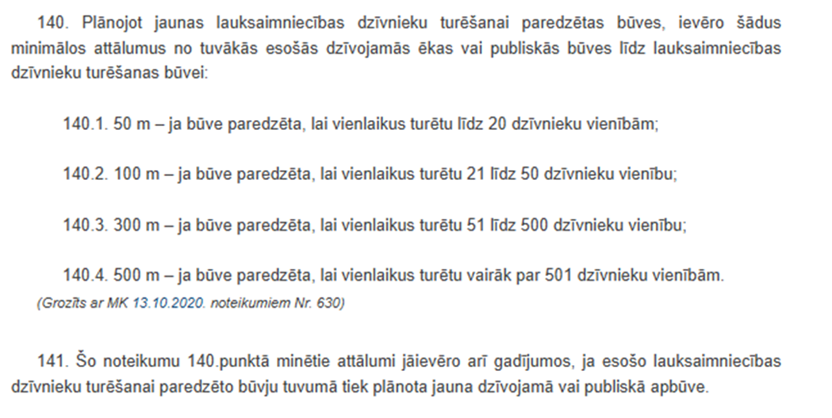 140. Plānojot jaunas lauksaimniecības dzīvnieku turēšanai paredzētas būves, ievēro šādus
minimālos attālumus no tuvākās esošās dzīvojamās ēkas vai publiskās būves līdz lauksaimniecības
dzīvnieku turēšanas būvei:
140.1. 50 m – ja būve paredzēta, lai vienlaikus turētu līdz 20 dzīvnieku vienībām;
140.2. 100 m – ja būve paredzēta, lai vienlaikus turētu 21 līdz 50 dzīvnieku vienību;
140.3. 300 m – ja būve paredzēta, lai vienlaikus turētu 51 līdz 500 dzīvnieku vienību;
140.4. 500 m – ja būve paredzēta, lai vienlaikus turētu vairāk par 501 dzīvnieku vienībām.
(Grozīts ar MK 13.10.2020. noteikumiem Nr. 630)
141. Šo noteikumu 140.punktā minētie attālumi jāievēro arī gadījumos, ja esošo lauksaimniecības
dzīvnieku turēšanai paredzēto būvju tuvumā tiek plānota jauna dzīvojamā vai publiskā apbūve.